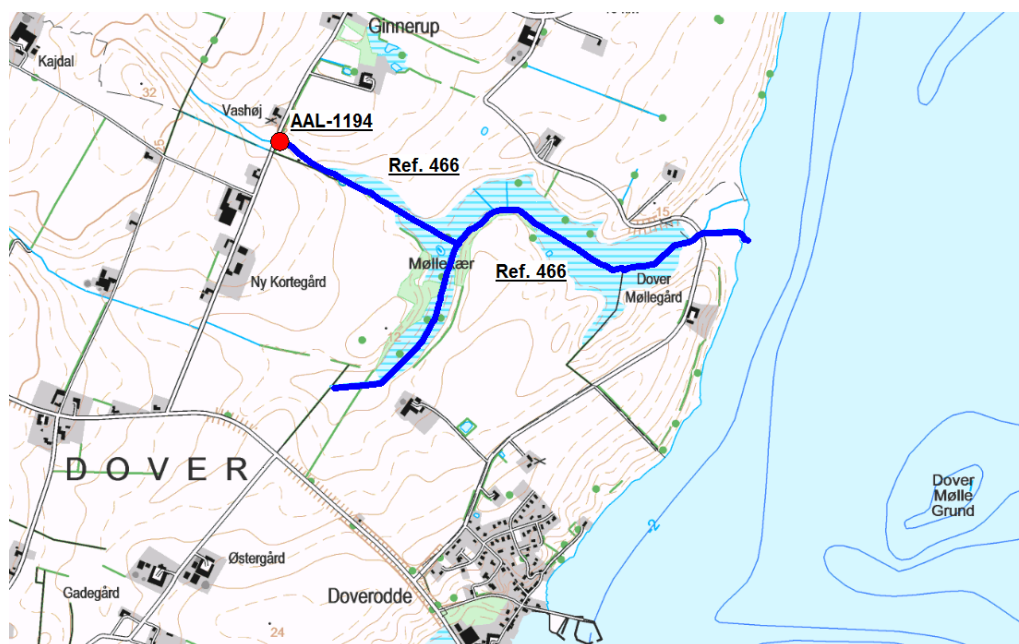 Ginnerup
Kajdal
32
Vashøj
AAL-1194
Ref. 466
15
Møllekær
Ref. 466
Dover
Møllegård
Ny Kortegård
DOVER
2
Dover
Mølle
Grund
Østergård
Gadegård
Doverodde
24